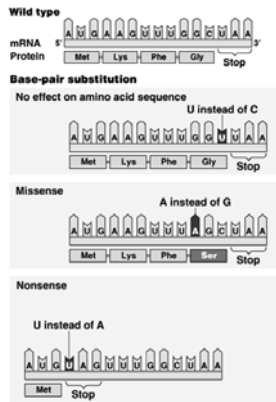 Wild type
A U G A A G U U U G G C U A A
mRNA 5' 3'
Protein Met Lys Phe Gly Stop
Base-pair substitution
No effect on amino acid sequence
U instead of C
A U G A A G U U U G G U U A A
Met Lys Phe Gly Stop
Missense
A instead of G
A U G A A G U U U A G C U A A
Met Lys Phe Ser Stop
Nonsense
U instead of A
A U G U A G U U U G G C U A A
Met Stop